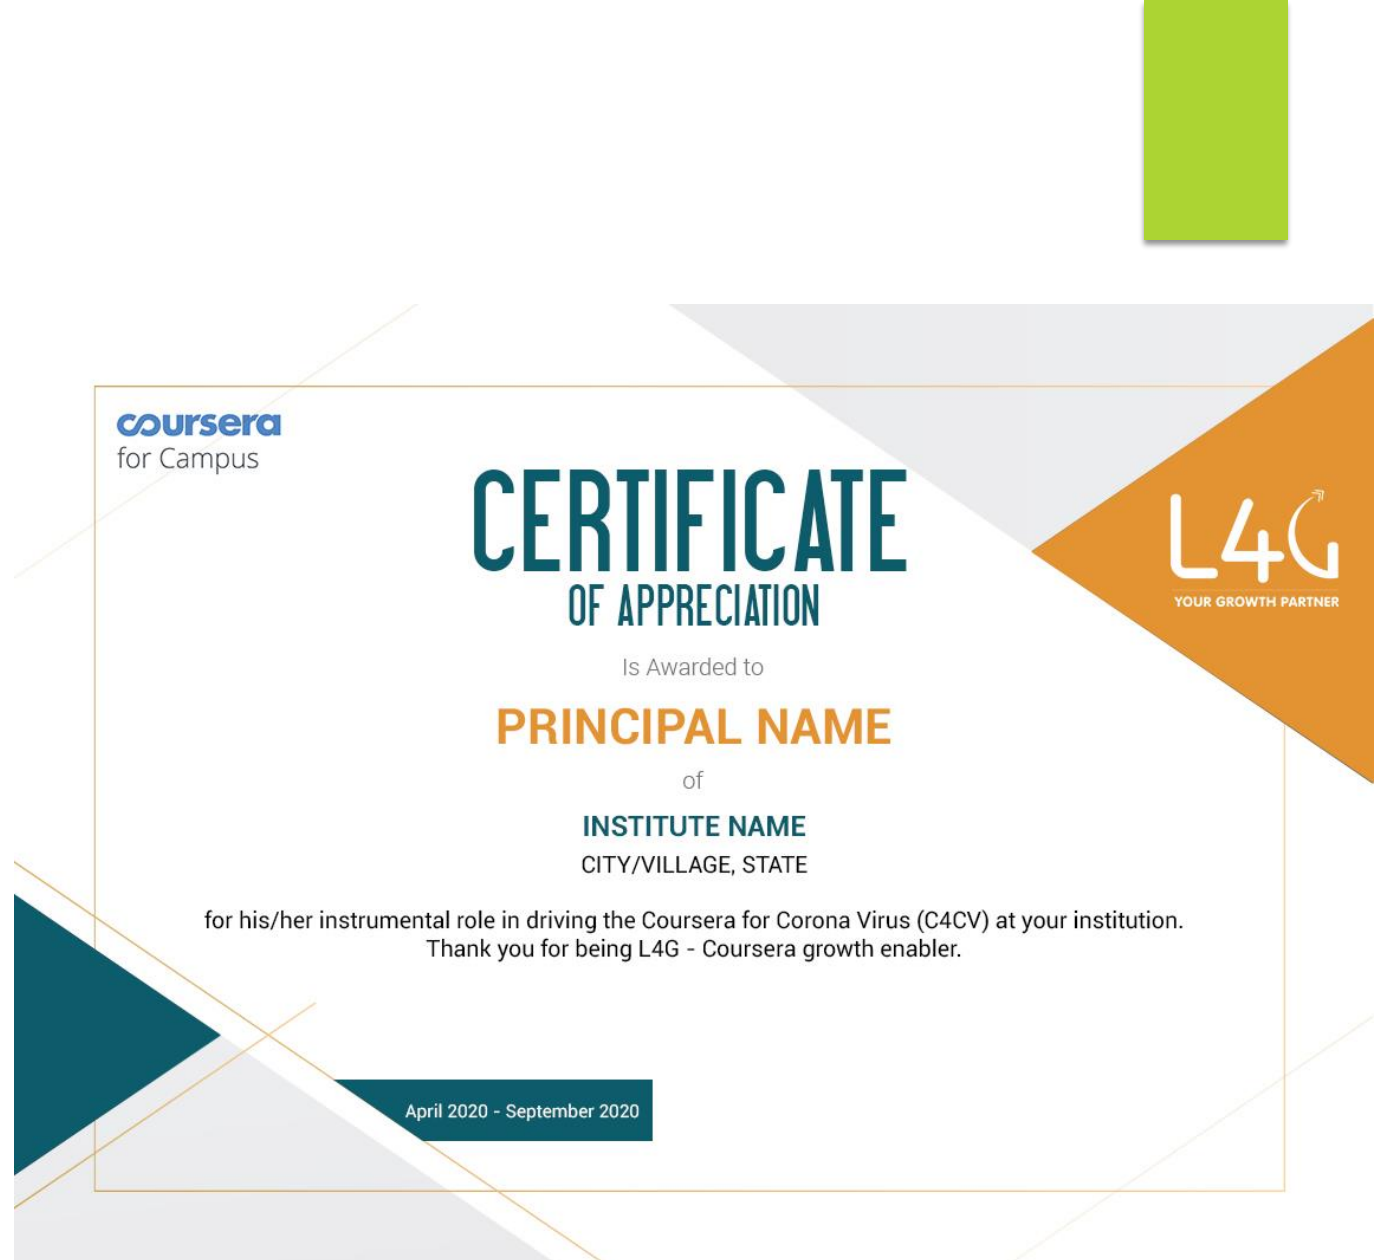 coursera
for Campus
CERTIFICATE
OF APPRECIATION
L4G
YOUR GROWTH PARTNER
Is Awarded to
PRINCIPAL NAME
of
INSTITUTE NAME
CITY/VILLAGE, STATE
for his/her instrumental role in driving the Coursera for Corona Virus (C4CV) at your institution.
Thank you for being L4G - Coursera growth enabler.
April 2020 - September 2020